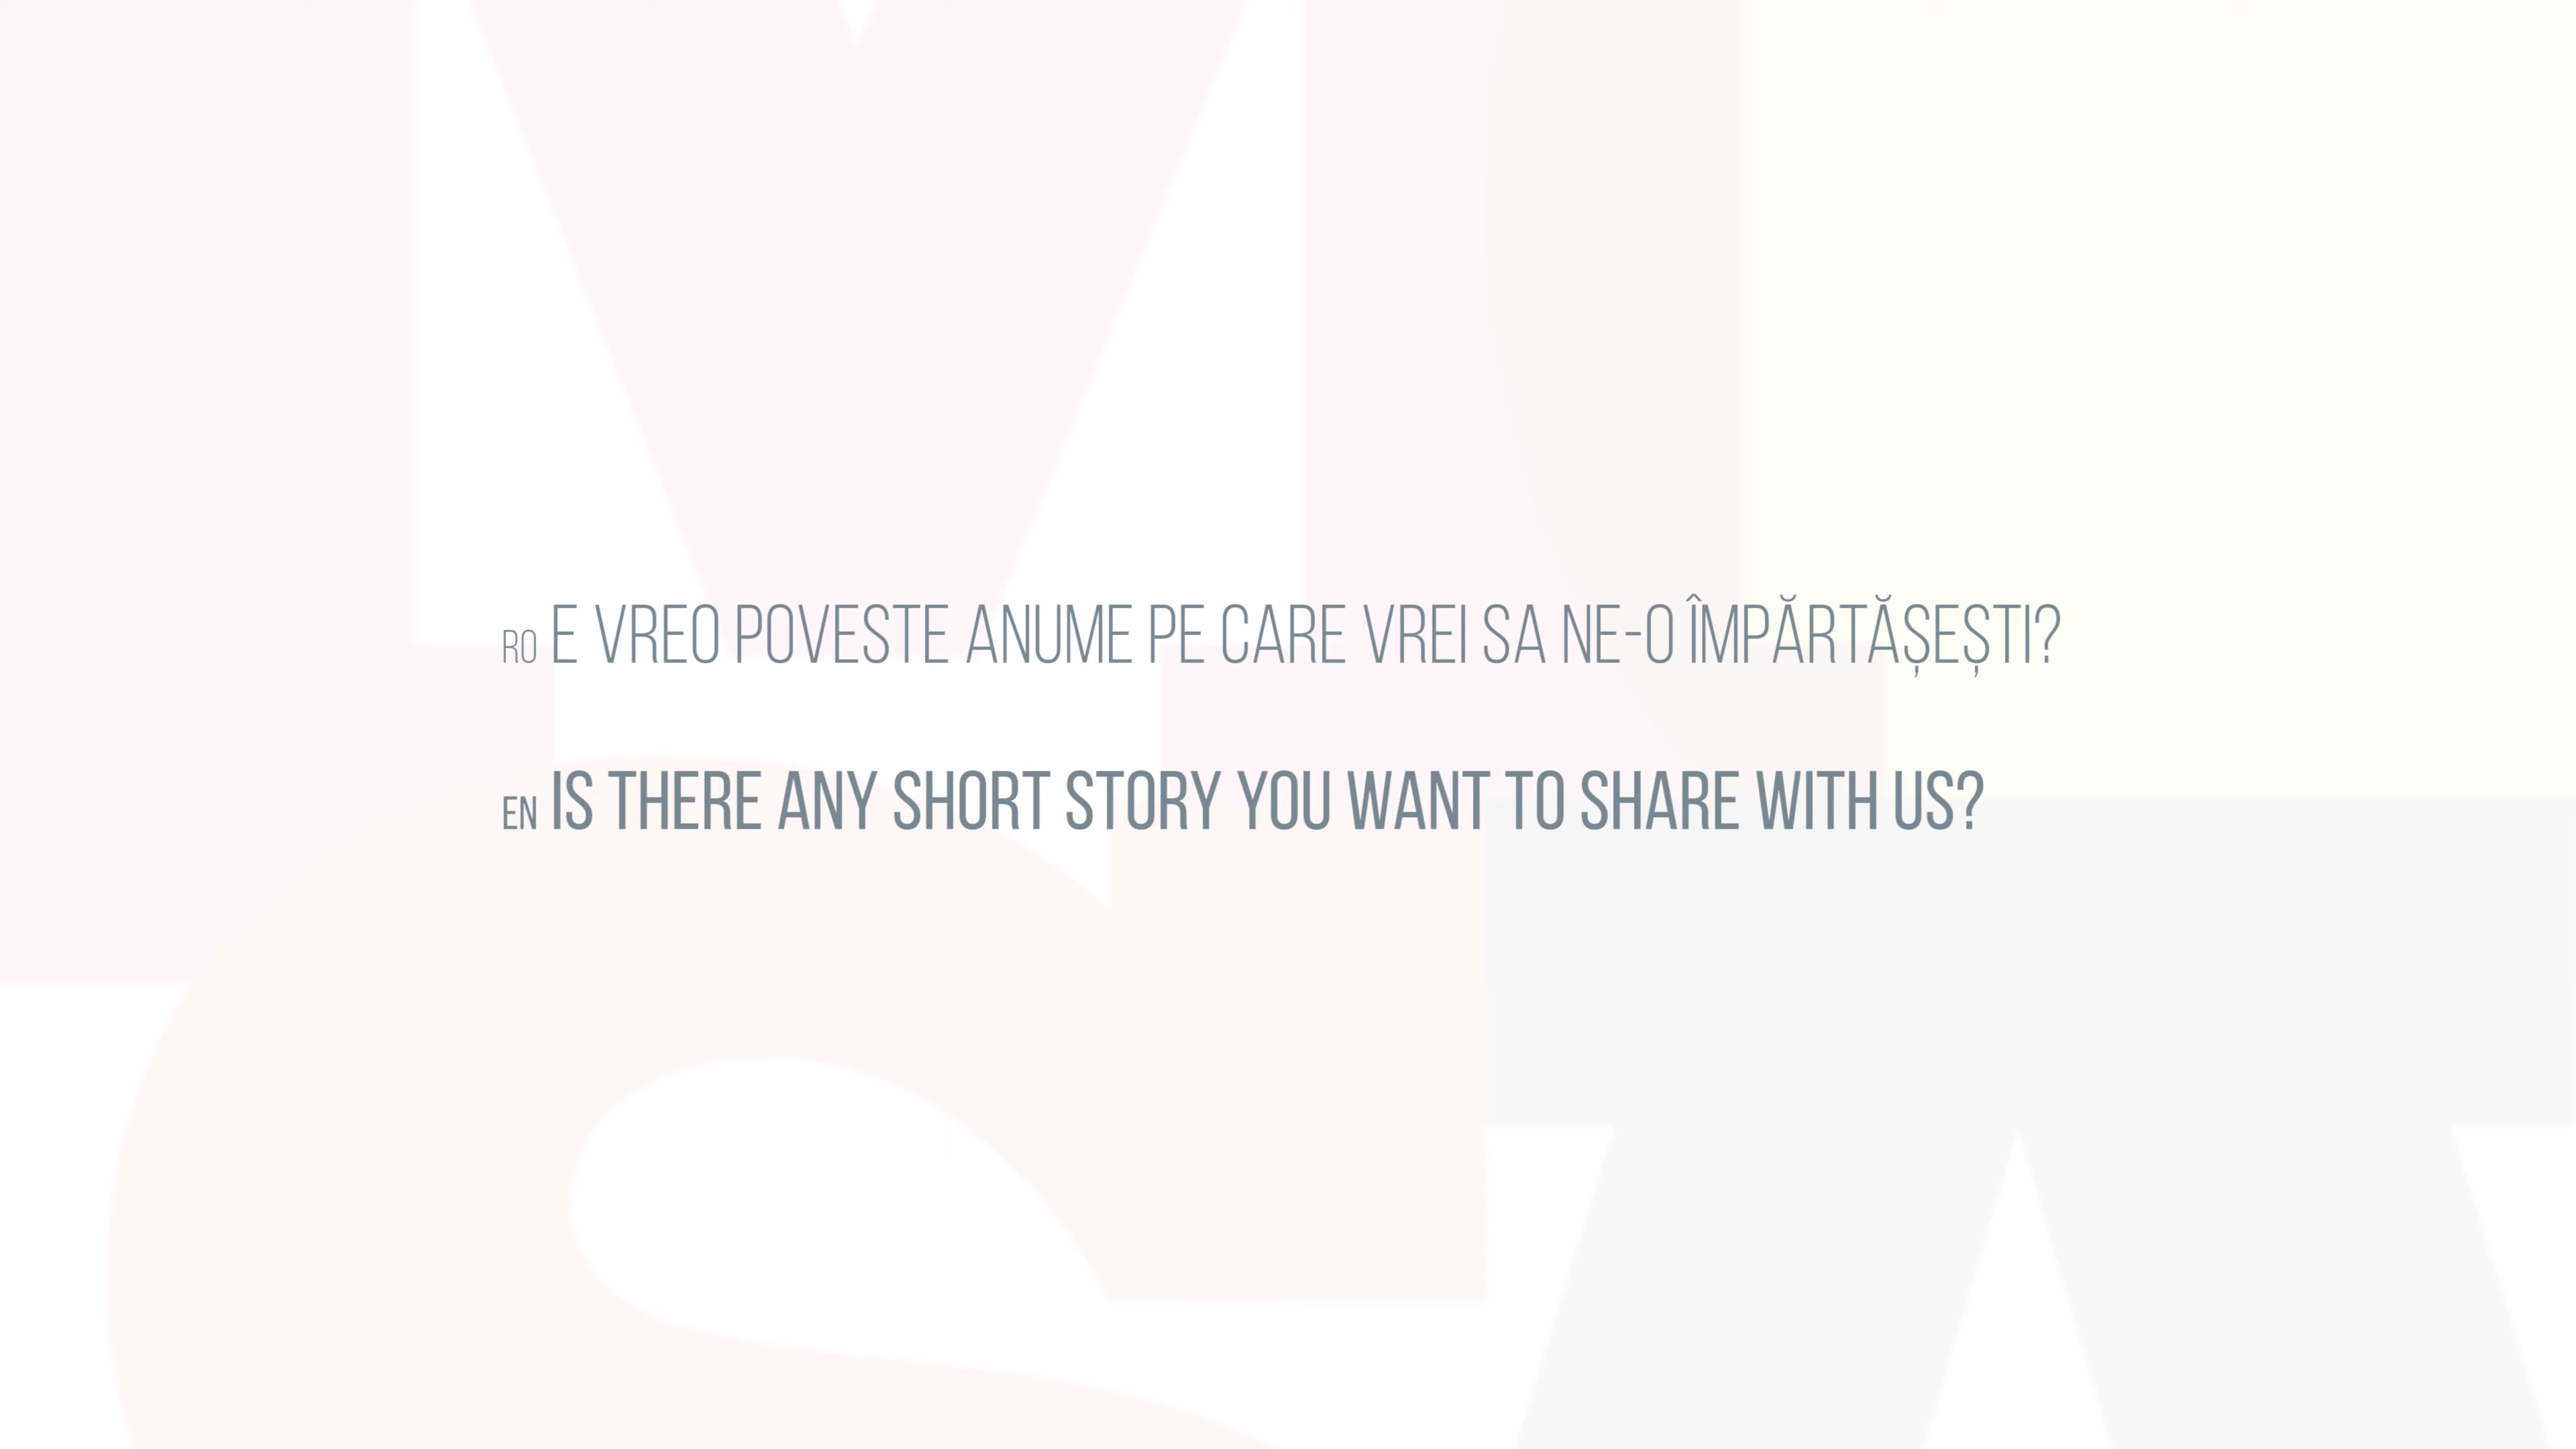 RO E VREO POVESTE ANUME PE CARE VREI SA NE-O ÎMPĂRTĂȘEȘTI?
EN IS THERE ANY SHORT STORY YOU WANT TO SHARE WITH US?